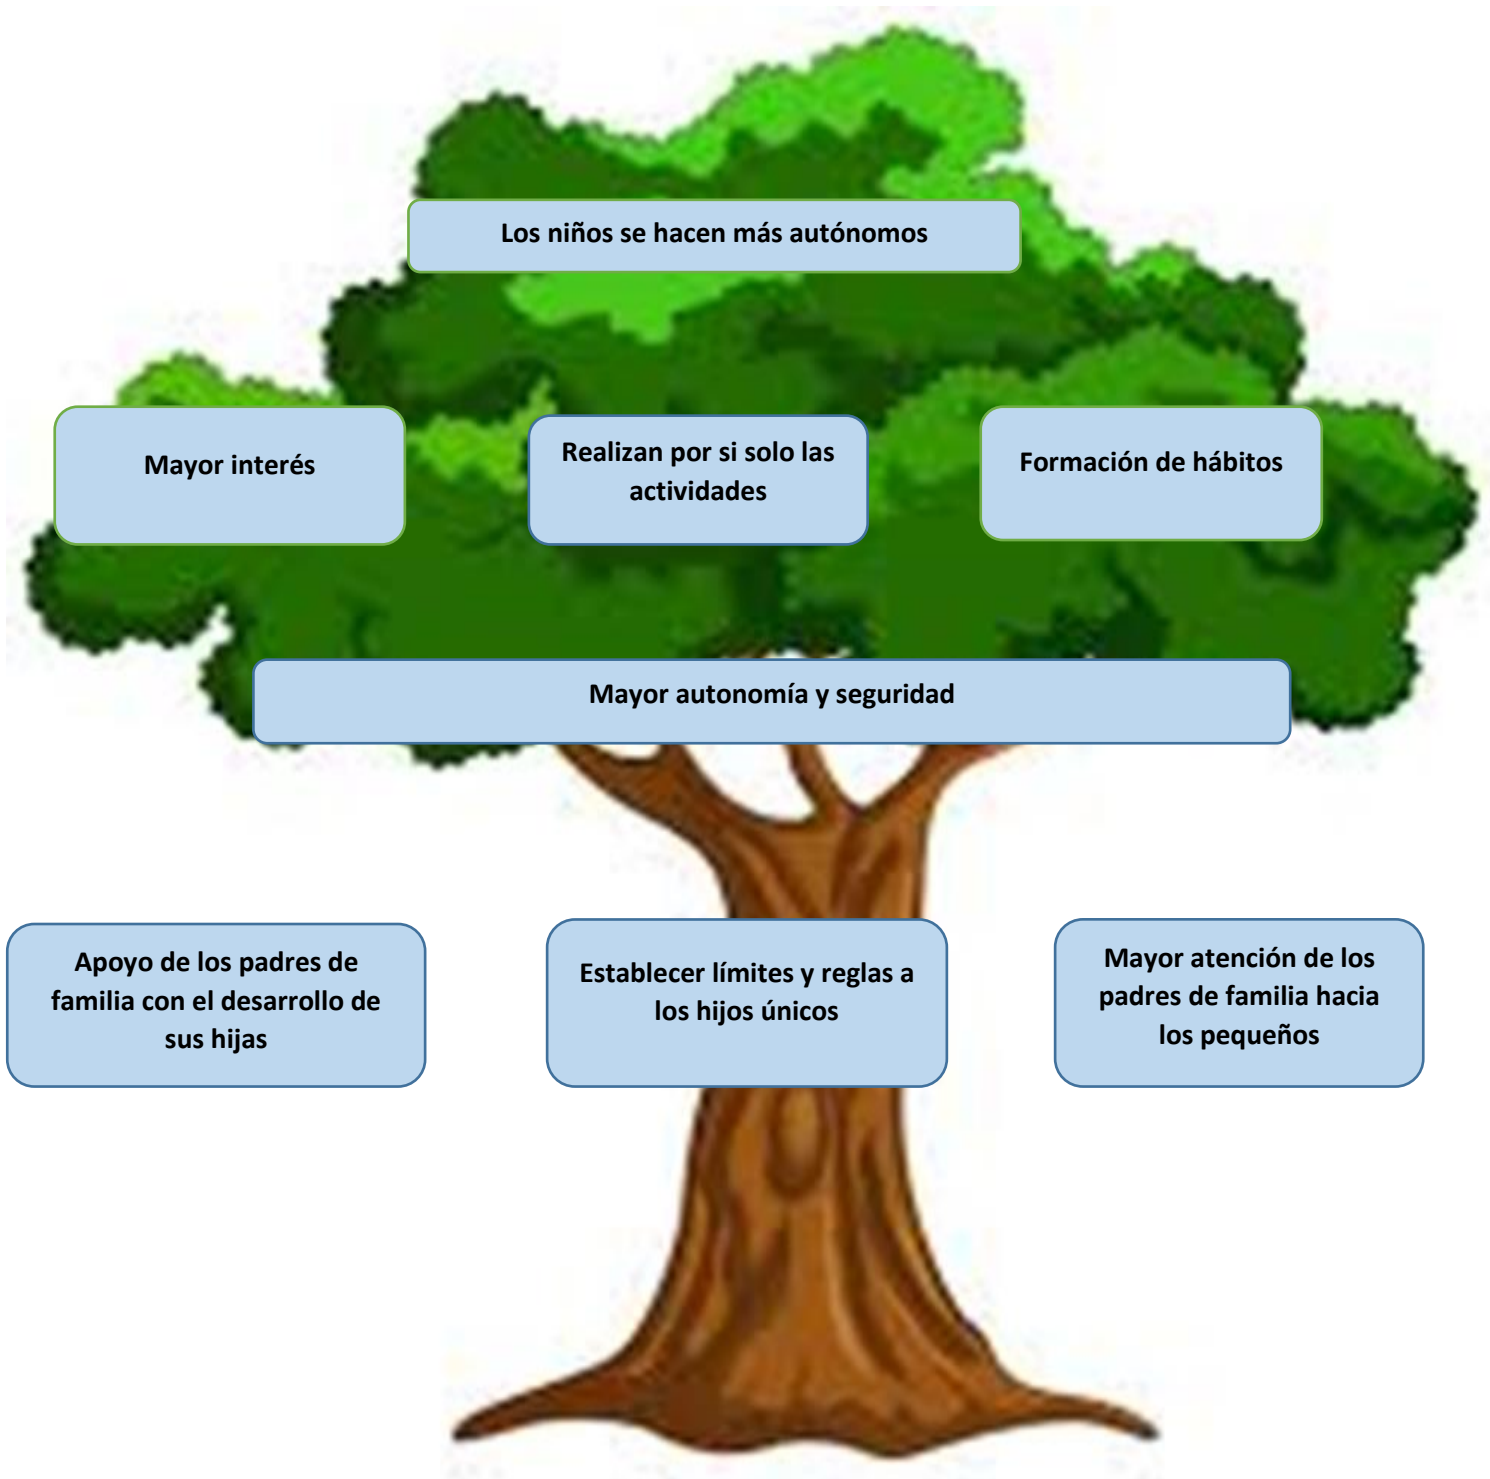 Los niños se hacen más autónomos
Mayor interés
Realizan por si solo las
actividades
Formación de hábitos
Mayor autonomía y seguridad
Apoyo de los padres de
familia con el desarrollo de
sus hijas
Establecer límites y reglas a
los hijos únicos
Mayor atención de los
padres de familia hacia
los pequeños